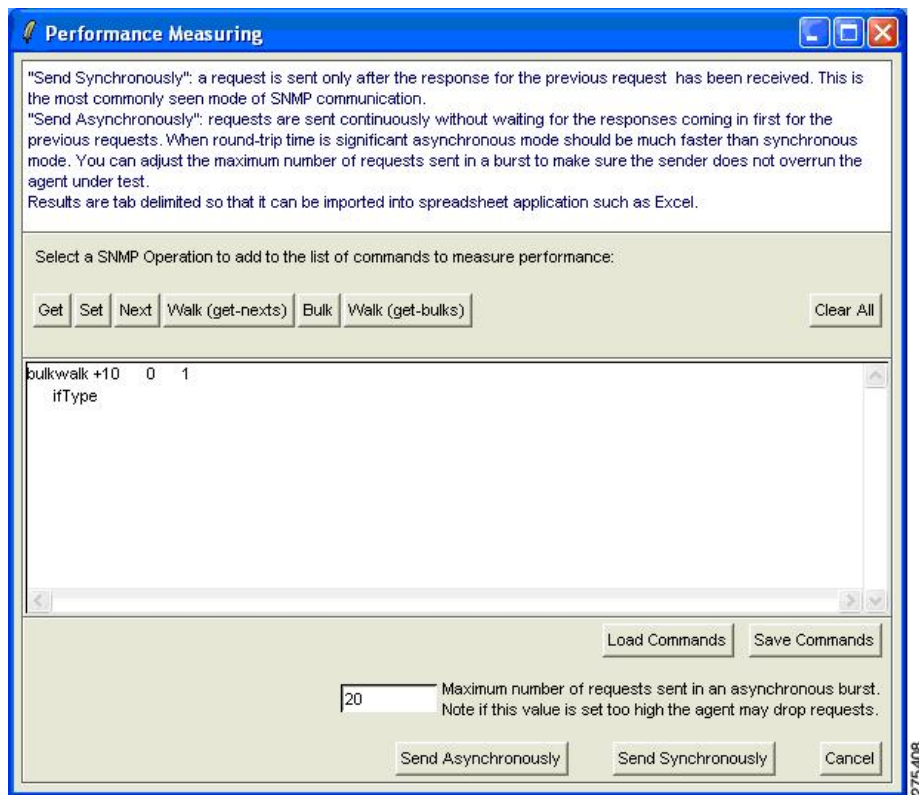 Performance Measuring
"Send Synchronously": a request is sent only after the response for the previous request has been received. This is
the most commonly seen mode of SNMP communication.
"Send Asynchronously": requests are sent continuously without waiting for the responses coming in first for the
previous requests. When round-trip time is significant asynchronous mode should be much faster than synchronous
mode. You can adjust the maximum number of requests sent in a burst to make sure the sender does not overrun the
agent under test.
Results are tab delimited so that it can be imported into spreadsheet application such as Excel.
Select a SNMP Operation to add to the list of commands to measure performance:
Get Set Next Walk (get-nexts) Bulk Walk (get-bulks) Clear All
bulkwalk +10 0 1
ifType
Load Commands Save Commands
20 Maximum number of requests sent in an asynchronous burst.
Note if this value is set too high the agent may drop requests.
Send Asynchronously Send Synchronously Cancel
275408